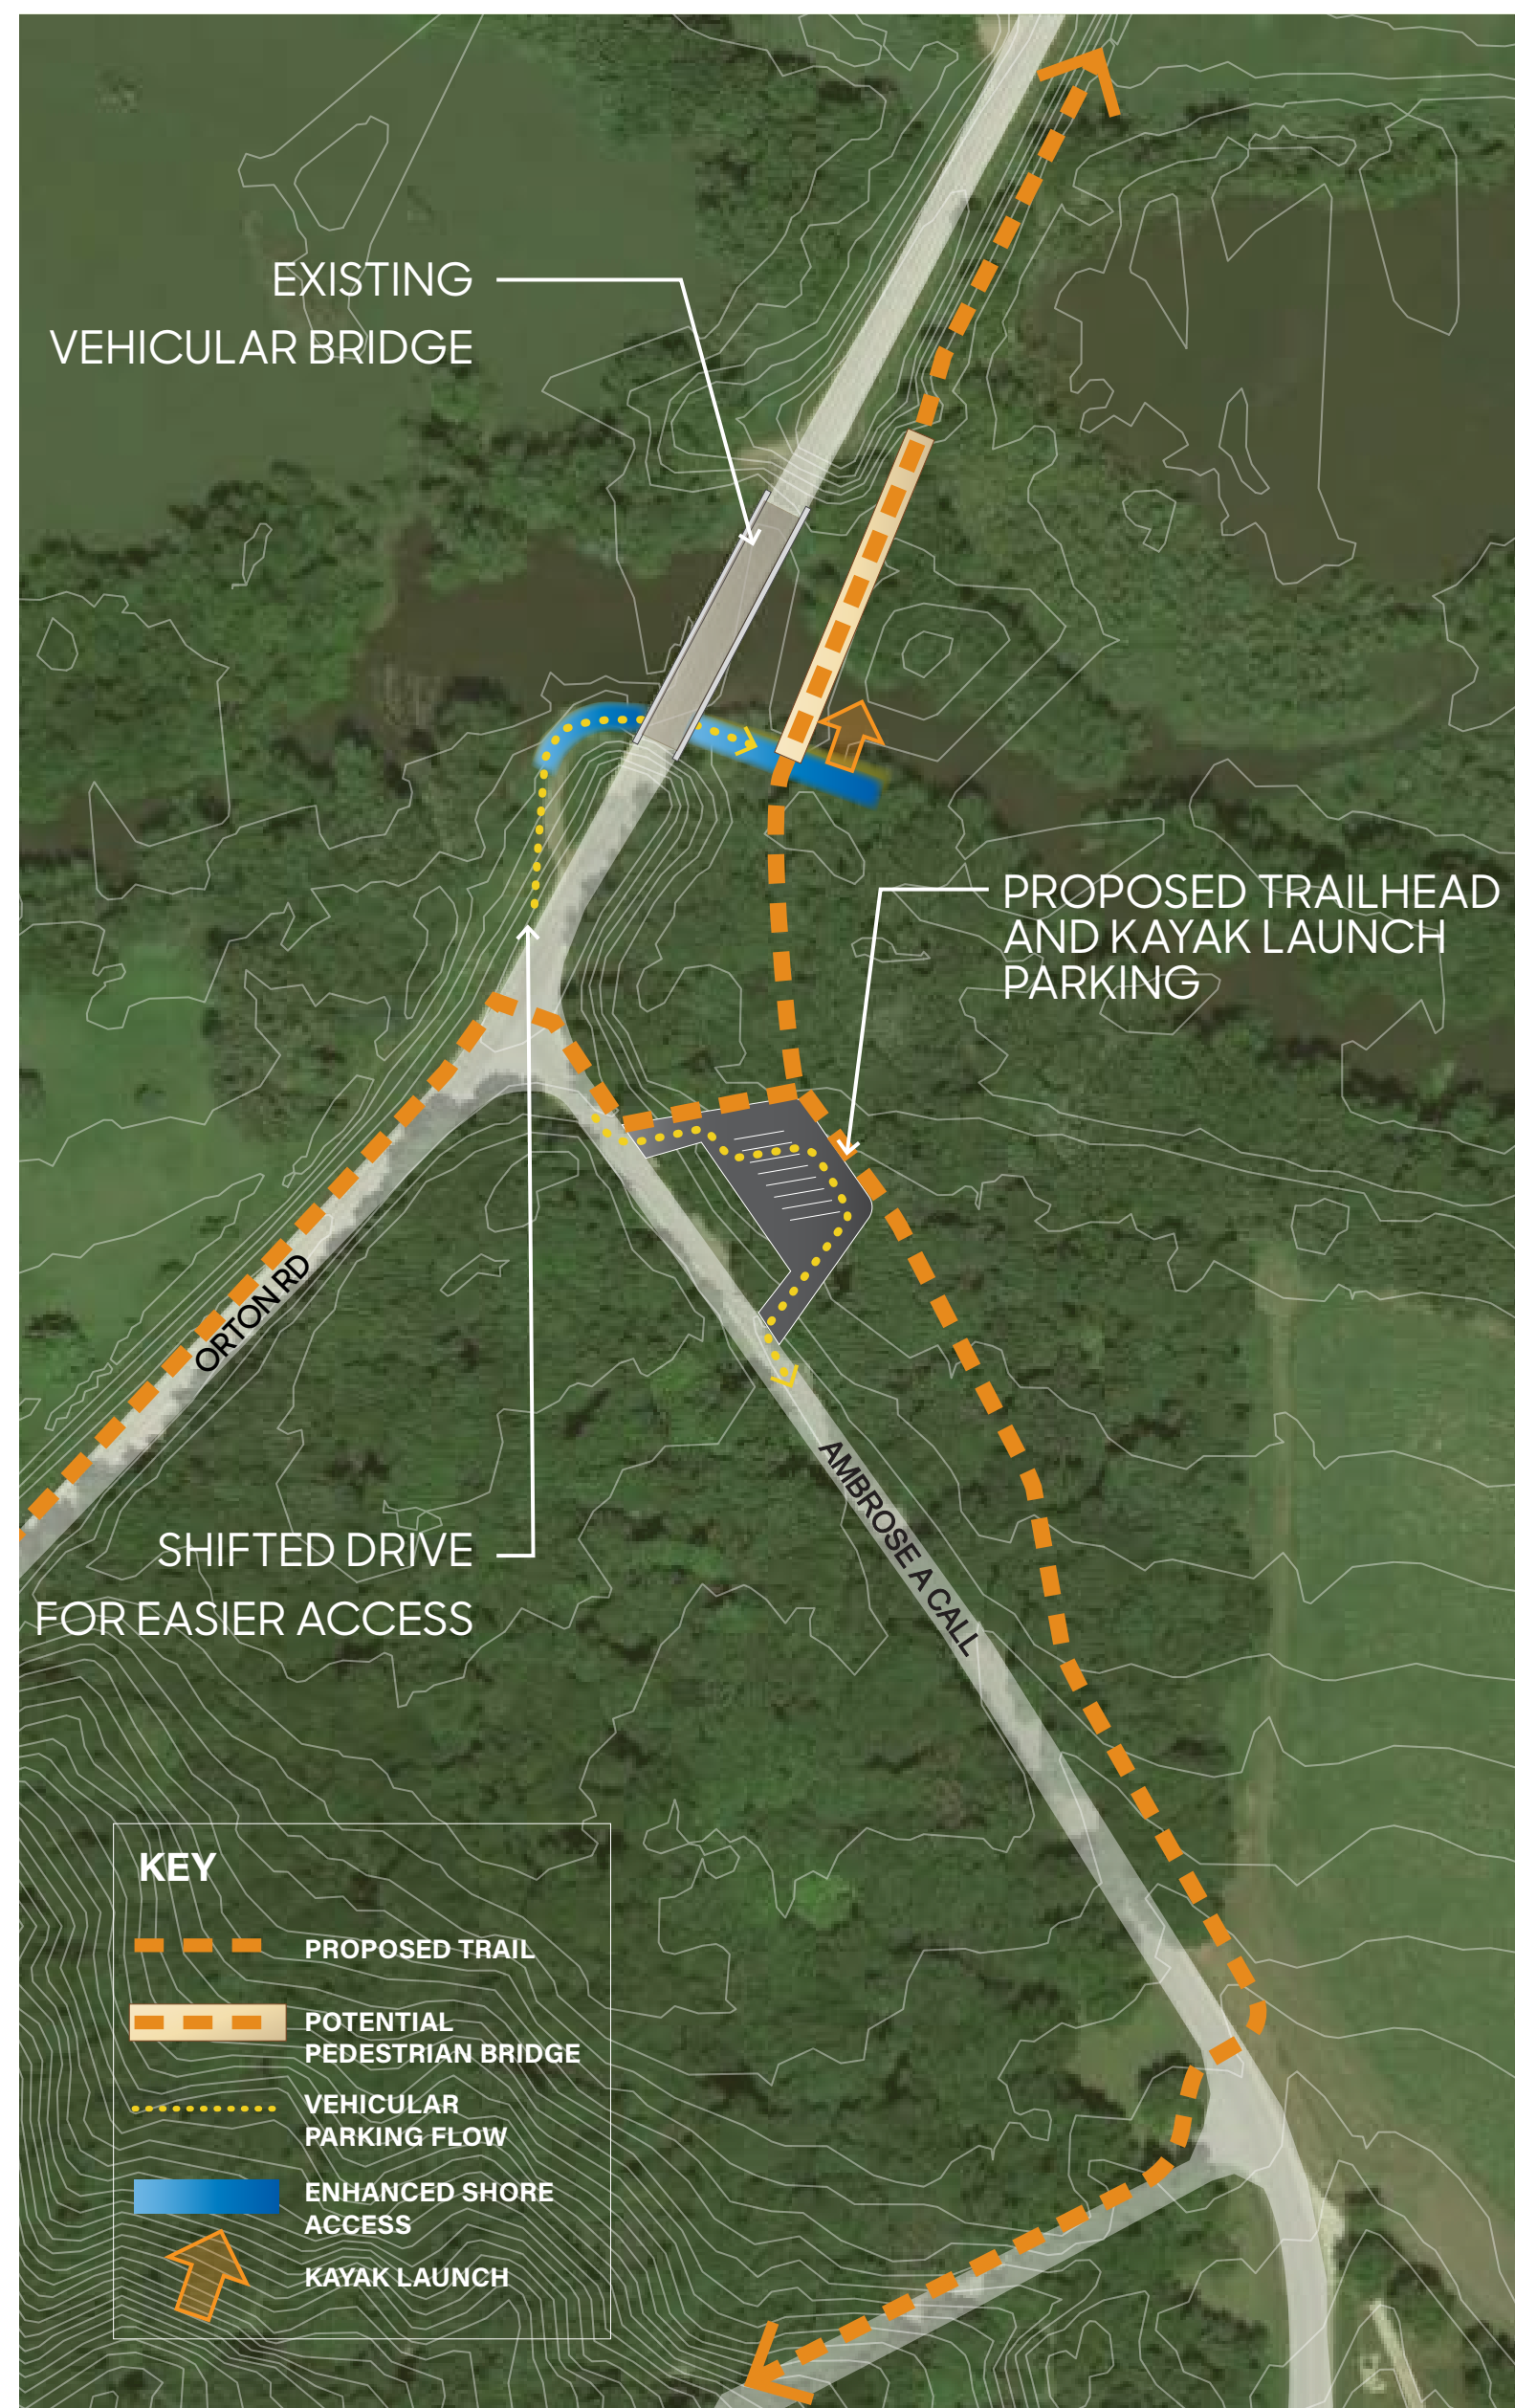 EXISTING
VEHICULAR BRIDGE
PROPOSED TRAILHEAD
AND KAYAK LAUNCH
PARKING
ORTON RD
AMBROSE A CALL
SHIFTED DRIVE
FOR EASIER ACCESS
KEY
PROPOSED TRAIL
POTENTIAL
PEDESTRIAN BRIDGE
VEHICULAR
PARKING FLOW
ENHANCED SHORE
ACCESS
KAYAK LAUNCH